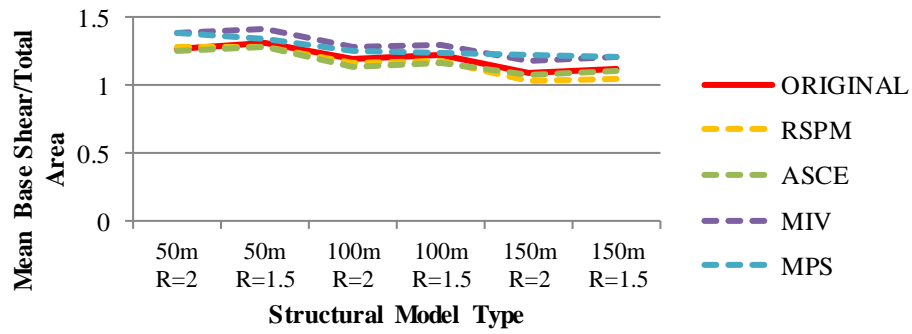 Mean Base Shear/Total
Area
1.5
1
0.5
0
50m
R=2
50m
R=1.5
100m
R=2
100m
R=1.5
150m
R=2
150m
R=1.5
Structural Model Type
ORIGINAL
RSPM
ASCE
MIV
MPS